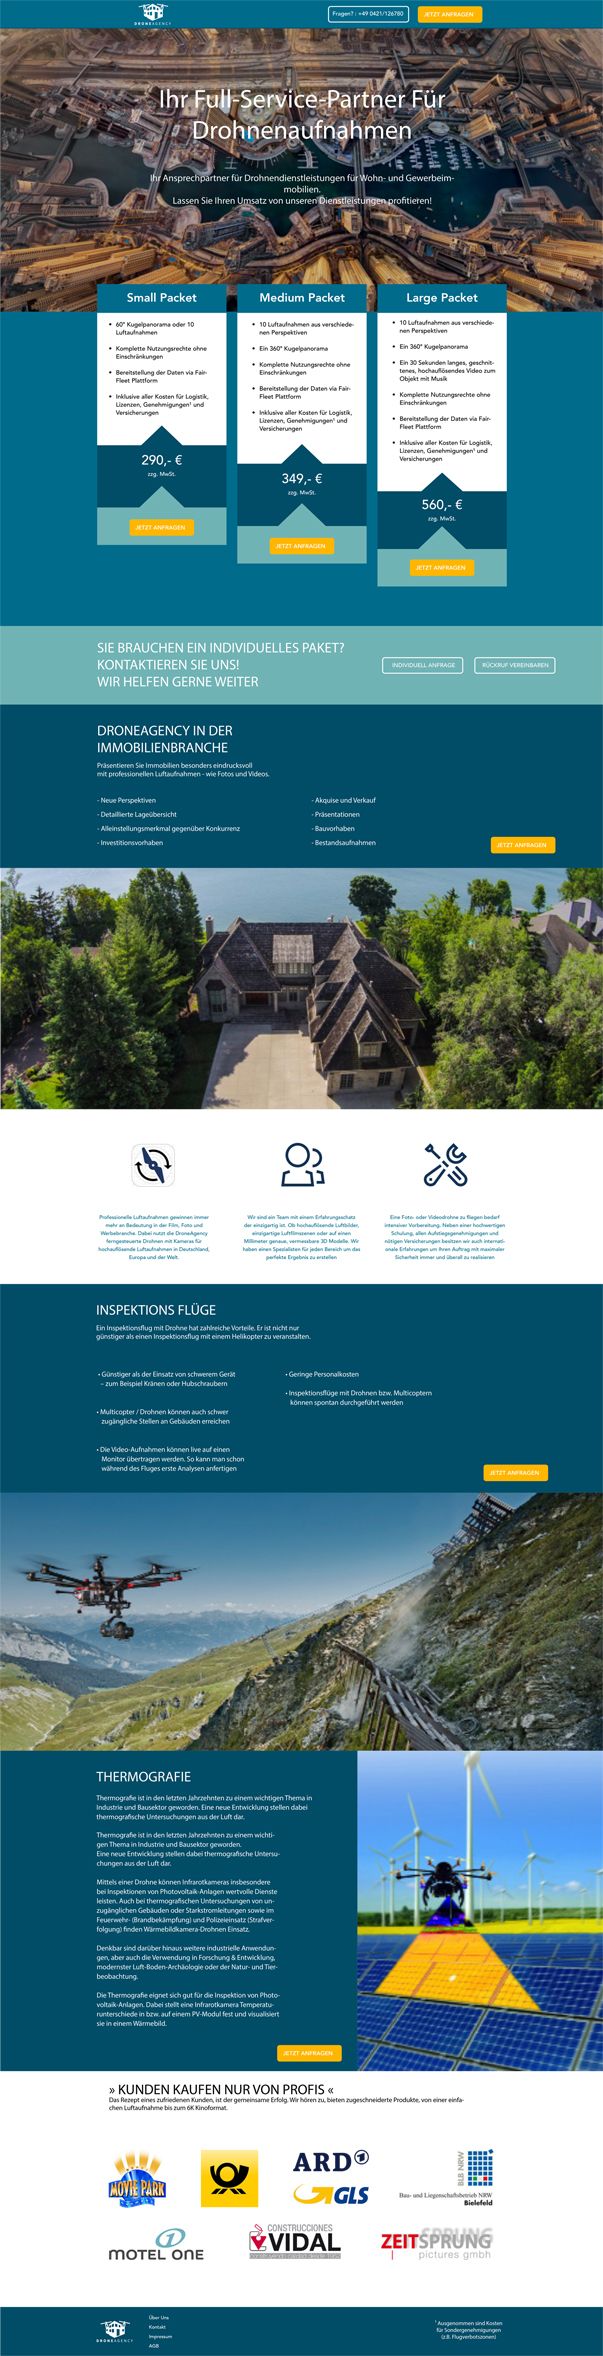 DRONEAGENCY
Fragen? : +49 0421/126780
JETZT ANFRAGEN
Ihr Full-Service-Partner Für
Drohnenaufnahmen
Ihr Ansprechpartner für Drohnendienstleistungen für Wohn- und Gewerbeim-
mobilien.
Lassen Sie Ihren Umsatz von unseren Dienstleistungen profitieren!
Small Packet
• 60° Kugelpanorama oder 10
Luftaufnahmen
• Komplette Nutzungsrechte ohne
Einschränkungen
• Bereitstellung der Daten via Fair-
Fleet Plattform
• Inklusive aller Kosten für Logistik,
Lizenzen, Genehmigungen¹ und
Versicherungen
290,- €
zzg. MwSt.
JETZT ANFRAGEN
Medium Packet
• 10 Luftaufnahmen aus verschiede-
nen Perspektiven
• Ein 360° Kugelpanorama
• Komplette Nutzungsrechte ohne
Einschränkungen
• Bereitstellung der Daten via Fair-
Fleet Plattform
• Inklusive aller Kosten für Logistik,
Lizenzen, Genehmigungen¹ und
Versicherungen
349,- €
zzg. MwSt.
JETZT ANFRAGEN
Large Packet
• 10 Luftaufnahmen aus verschiede-
nen Perspektiven
• Ein 360° Kugelpanorama
• Ein 30 Sekunden langes, geschnit-
tenes, hochauflösendes Video zum
Objekt mit Musik
• Komplette Nutzungsrechte ohne
Einschränkungen
• Bereitstellung der Daten via Fair-
Fleet Plattform
• Inklusive aller Kosten für Logistik,
Lizenzen, Genehmigungen¹ und
Versicherungen
560,- €
zzg. MwSt.
JETZT ANFRAGEN
SIE BRAUCHEN EIN INDIVIDUELLES PAKET?
KONTAKTIEREN SIE UNS!
WIR HELFEN GERNE WEITER
INDIVIDUELL ANFRAGE
RÜCKRUF VEREINBAREN
DRONEAGENCY IN DER
IMMOBILIENBRANCHE
Präsentieren Sie Immobilien besonders eindrucksvoll
mit professionellen Luftaufnahmen - wie Fotos und Videos.
- Neue Perspektiven
- Detaillierte Lageübersicht
- Alleinstellungsmerkmal gegenüber Konkurrenz
- Investitionsvorhaben
- Akquise und Verkauf
- Präsentationen
- Bauvorhaben
- Bestandsaufnahmen
JETZT ANFRAGEN
Professionelle Luftaufnahmen gewinnen immer
mehr an Bedeutung in der Film, Foto und
Werbebranche. Dabei nutzt die DroneAgency
ferngesteuerte Drohnen mit Kameras für
hochauflösende Luftaufnahmen in Deutschland,
Europa und der Welt.
Wir sind ein Team mit einem Erfahrungsschatz
der einzigartig ist. Ob hochauflösende Luftbilder,
einzigartige Luftfilmszenen oder auf einen
Millimeter genaue, vermessbare 3D Modelle. Wir
haben einen Spezialisten für jeden Bereich um das
perfekte Ergebnis zu erstellen
Eine Foto- oder Videodrohne zu fliegen bedarf
intensiver Vorbereitung. Neben einer hochwertigen
Schulung, allen Aufstiegsgenehmigungen und
nötigen Versicherungen besitzen wir auch internati-
onale Erfahrungen um Ihren Auftrag mit maximaler
Sicherheit immer und überall zu realisieren
INSPEKTIONS FLÜGE
Ein Inspektionsflug mit Drohne hat zahlreiche Vorteile. Er ist nicht nur
günstiger als einen Inspektionsflug mit einem Helikopter zu veranstalten.
• Günstiger als der Einsatz von schwerem Gerät
– zum Beispiel Kränen oder Hubschraubern
• Multicopter / Drohnen können auch schwer
zugängliche Stellen an Gebäuden erreichen
• Die Video-Aufnahmen können live auf einen
Monitor übertragen werden. So kann man schon
während des Fluges erste Analysen anfertigen
• Geringe Personalkosten
• Inspektionsflüge mit Drohnen bzw. Multicoptern
können spontan durchgeführt werden
JETZT ANFRAGEN
THERMOGRAFIE
Thermografie ist in den letzten Jahrzehnten zu einem wichtigen Thema in
Industrie und Bausektor geworden. Eine neue Entwicklung stellen dabei
thermografische Untersuchungen aus der Luft dar.
Thermografie ist in den letzten Jahrzehnten zu einem wichti-
gen Thema in Industrie und Bausektor geworden.
Eine neue Entwicklung stellen dabei thermografische Untersu-
chungen aus der Luft dar.
Mittels einer Drohne können Infrarotkameras insbesondere
bei Inspektionen von Photovoltaik-Anlagen wertvolle Dienste
leisten. Auch bei thermografischen Untersuchungen von un-
zugänglichen Gebäuden oder Starkstromleitungen sowie im
Feuerwehr- (Brandbekämpfung) und Polizeieinsatz (Strafver-
folgung) finden Wärmebildkamera-Drohnen Einsatz.
Denkbar sind darüber hinaus weitere industrielle Anwendun-
gen, aber auch die Verwendung in Forschung & Entwicklung,
modernster Luft-Boden-Archäologie oder der Natur- und Tier-
beobachtung.
Die Thermografie eignet sich gut für die Inspektion von Photo-
voltaik-Anlagen. Dabei stellt eine Infrarotkamera Temperatu-
runterschiede in bzw. auf einem PV-Modul fest und visualisiert
sie in einem Wärmebild.
JETZT ANFRAGEN
» KUNDEN KAUFEN NUR VON PROFIS «
Das Rezept eines zufriedenen Kunden, ist der gemeinsame Erfolg. Wir hören zu, bieten zugeschneiderte Produkte, von einer einfa-
chen Luftaufnahme bis zum 6K Kinoformat.
MOVIE PARK
ARD
GLS
BLB NRW
Bau- und Liegenschaftsbetrieb NRW
Bielefeld
MOTEL ONE
CONSTRUCCIONES
VIDAL
ZEITSPRUNG
pictures gmbh
DRONEAGENCY
Über Uns
Kontakt
Impressum
AGB
¹ Ausgenommen sind Kosten
für Sondergenehmigungen
(z.B. Flugverbotszonen)